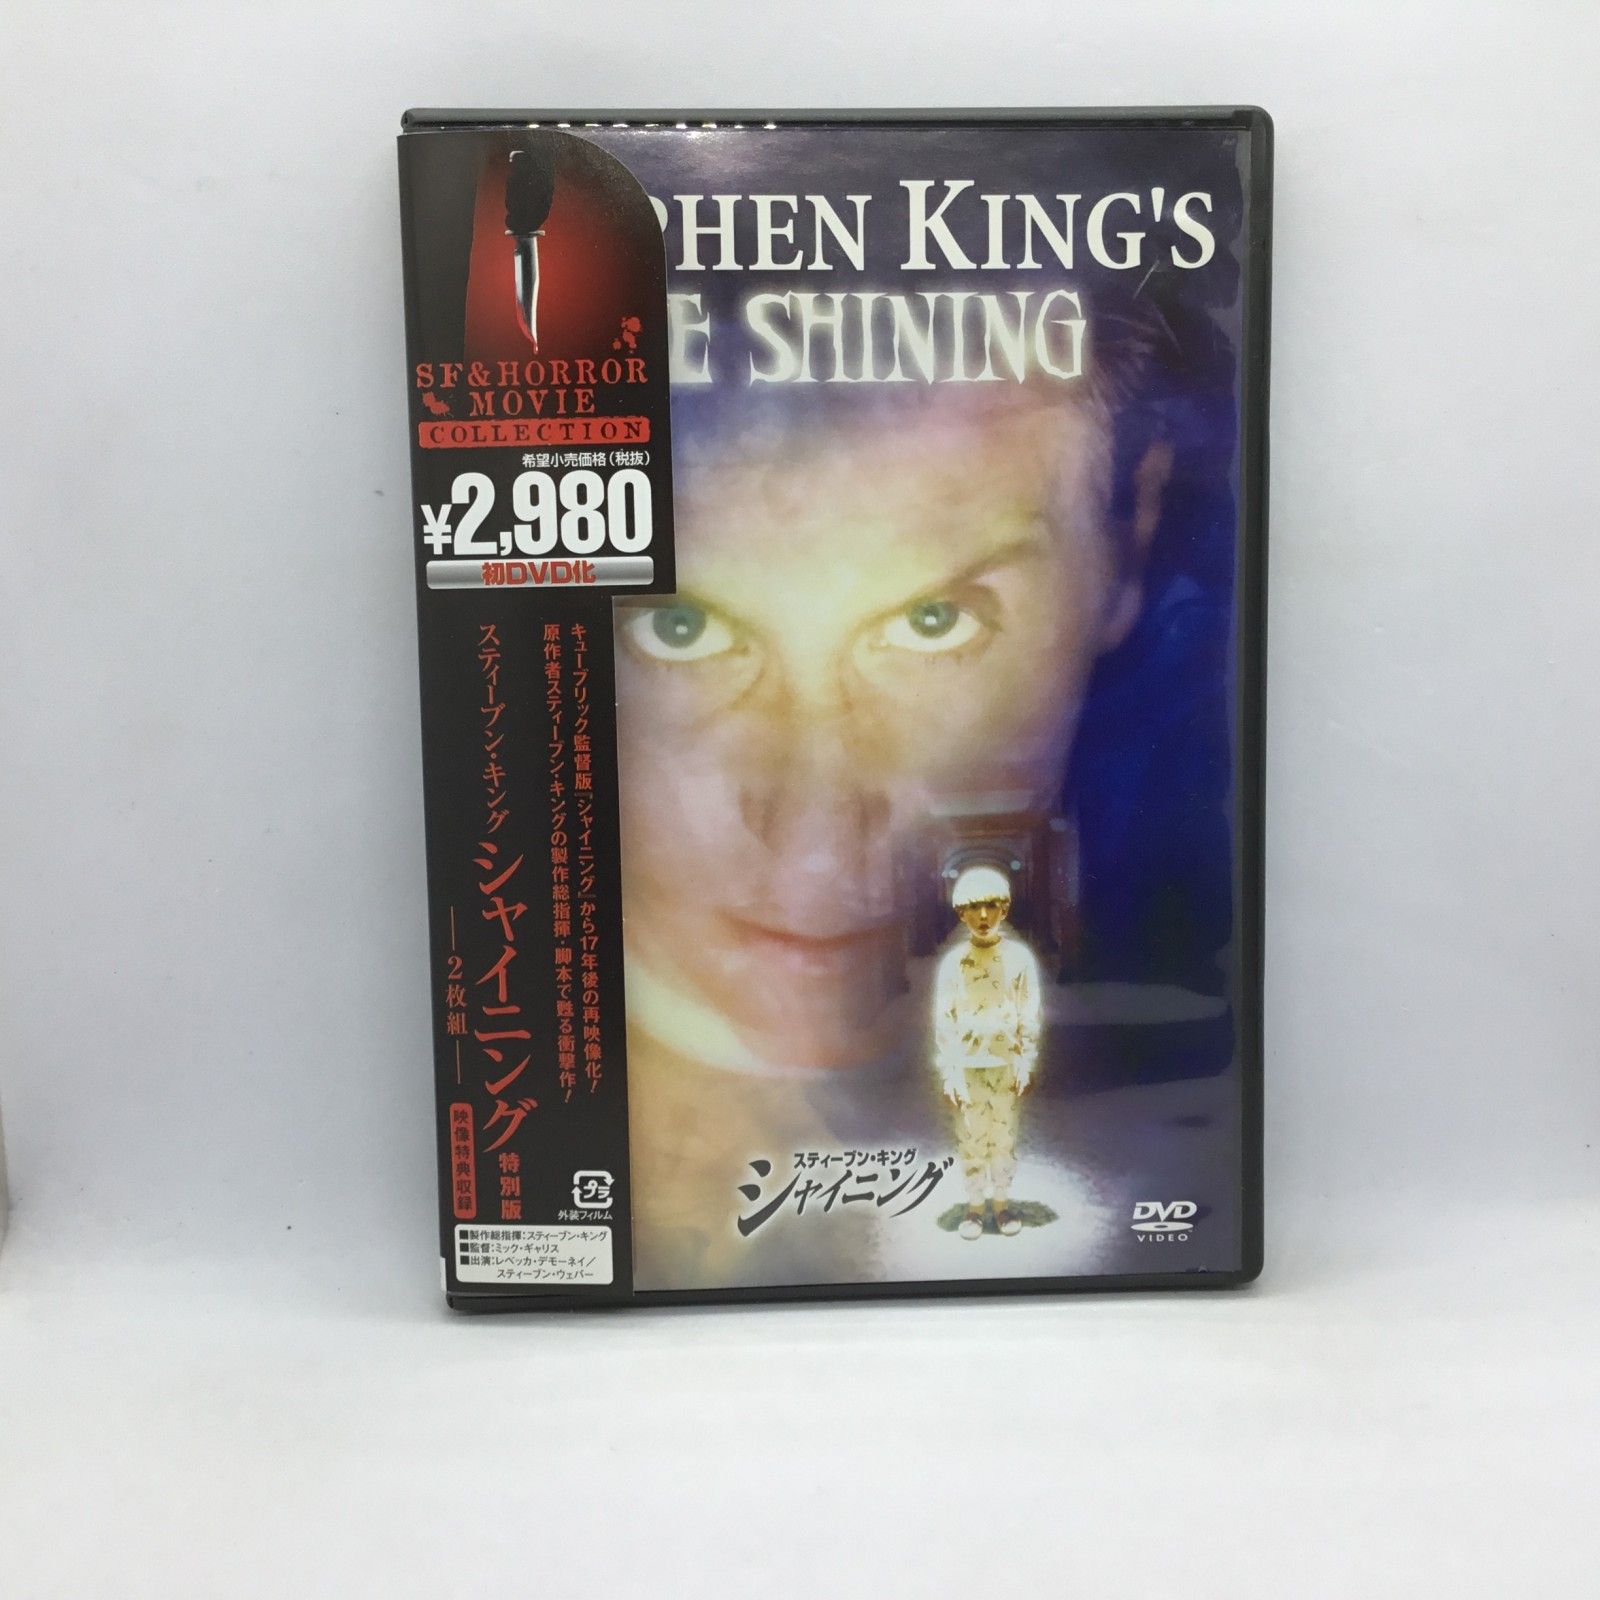 PHEN KING'S
E SHINING
SF & HORROR
MOVIE
COLLECTION
希望小売価格(税抜)
¥2,980
初DVD化
キューブリック監督版『シャイニング』から17年後の再映像化!
原作者スティーブン・キングの製作総指揮・脚本で甦る衝撃作!
スティーブン・キング シャイニング 特別版
2枚組
映像特典収録
プラ
外装フィルム
■製作総指揮:スティーブン・キング
■監督:ミック・ギャリス
■出演:レベッカ・デモーネイ/
スティーブン・ウェバー
スティーブン・キング
シャイニング
DVD
VIDEO